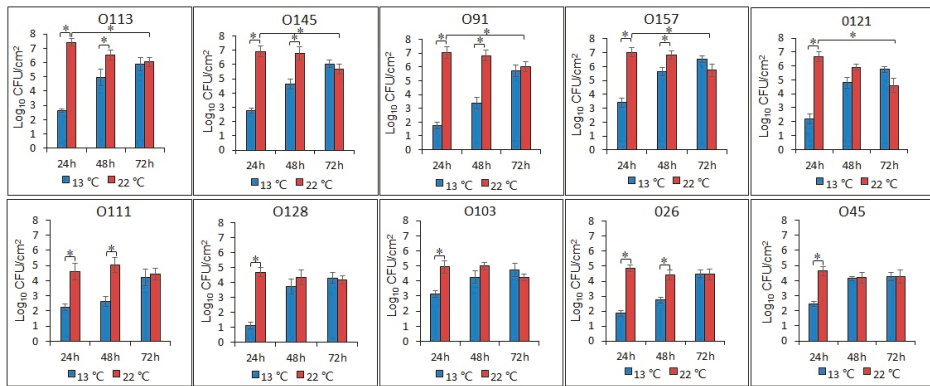 O113
* *
*
Log₁₀ CFU/cm²
8
7
6
5
4
3
2
1
0
24h 48h 72h
13 °C 22 °C
O145
* *
*
Log₁₀ CFU/cm²
8
7
6
5
4
3
2
1
0
24h 48h 72h
13 °C 22 °C
O91
* *
*
Log₁₀ CFU/cm²
8
7
6
5
4
3
2
1
0
24h 48h 72h
13 °C 22 °C
O157
* *
*
Log₁₀ CFU/cm²
8
7
6
5
4
3
2
1
0
24h 48h 72h
13 °C 22 °C
0121
*
*
Log₁₀ CFU/cm²
8
7
6
5
4
3
2
1
0
24h 48h 72h
13 °C 22 °C
O111
* *
Log₁₀ CFU/cm²
8
7
6
5
4
3
2
1
0
24h 48h 72h
13 °C 22 °C
O128
*
Log₁₀ CFU/cm²
8
7
6
5
4
3
2
1
0
24h 48h 72h
13 °C 22 °C
O103
*
Log₁₀ CFU/cm²
8
7
6
5
4
3
2
1
0
24h 48h 72h
13 °C 22 °C
026
* *
Log₁₀ CFU/cm²
8
7
6
5
4
3
2
1
0
24h 48h 72h
13 °C 22 °C
O45
*
Log₁₀ CFU/cm²
8
7
6
5
4
3
2
1
0
24h 48h 72h
13 °C 22 °C